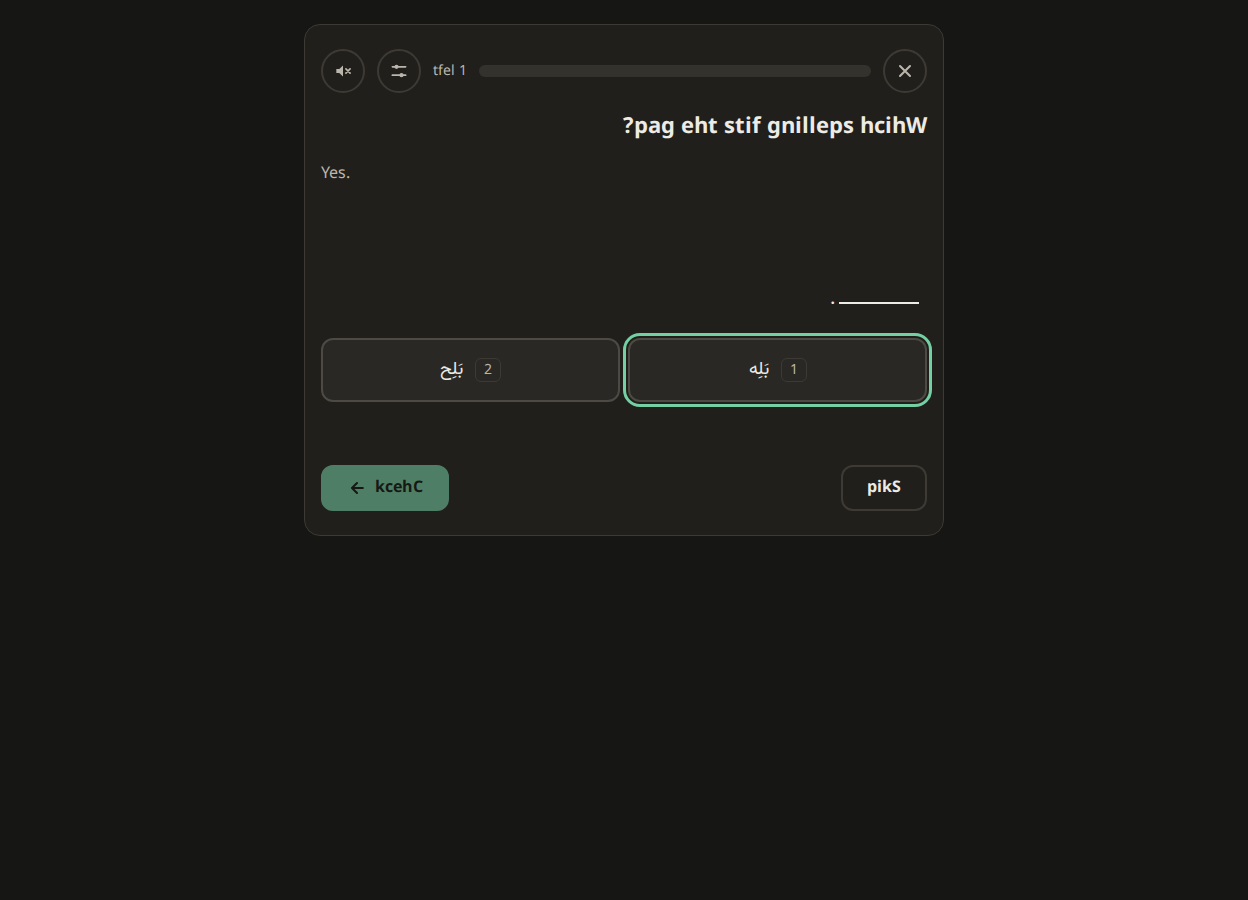 tfel 1
?pag eht stif gnilleps hcihW
Yes.
.
1 بَلِه
2 بَلِح
kcehC
pikS